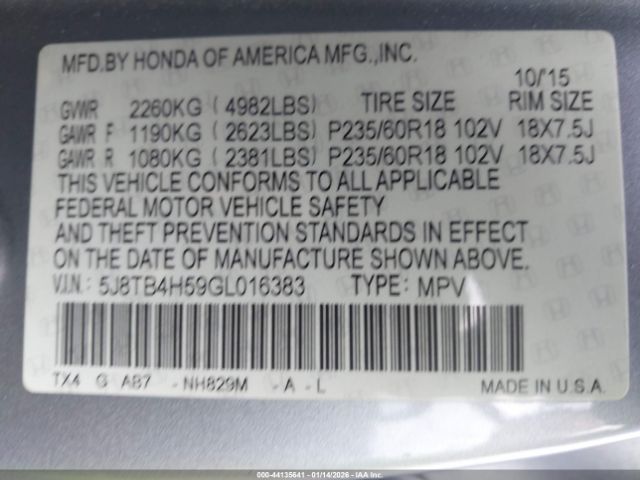 MFD.BY HONDA OF AMERICA MFG.,INC.
10/'15
GVWR 2260KG (4982LBS) TIRE SIZE RIM SIZE
GAWR F 1190KG (2623LBS) P235/60R18 102V 18X7.5J
GAWR R 1080KG (2381LBS) P235/60R18 102V 18X7.5J
THIS VEHICLE CONFORMS TO ALL APPLICABLE
FEDERAL MOTOR VEHICLE SAFETY
AND THEFT PREVENTION STANDARDS IN EFFECT
ON THE DATE OF MANUFACTURE SHOWN ABOVE.
V.I.N.: 5J8TB4H59GL016383 TYPE: MPV
TX4 G AB7 -NH829M -A -L MADE IN U.S.A.
000-44135641 - 01/14/2026 - IAA Inc.